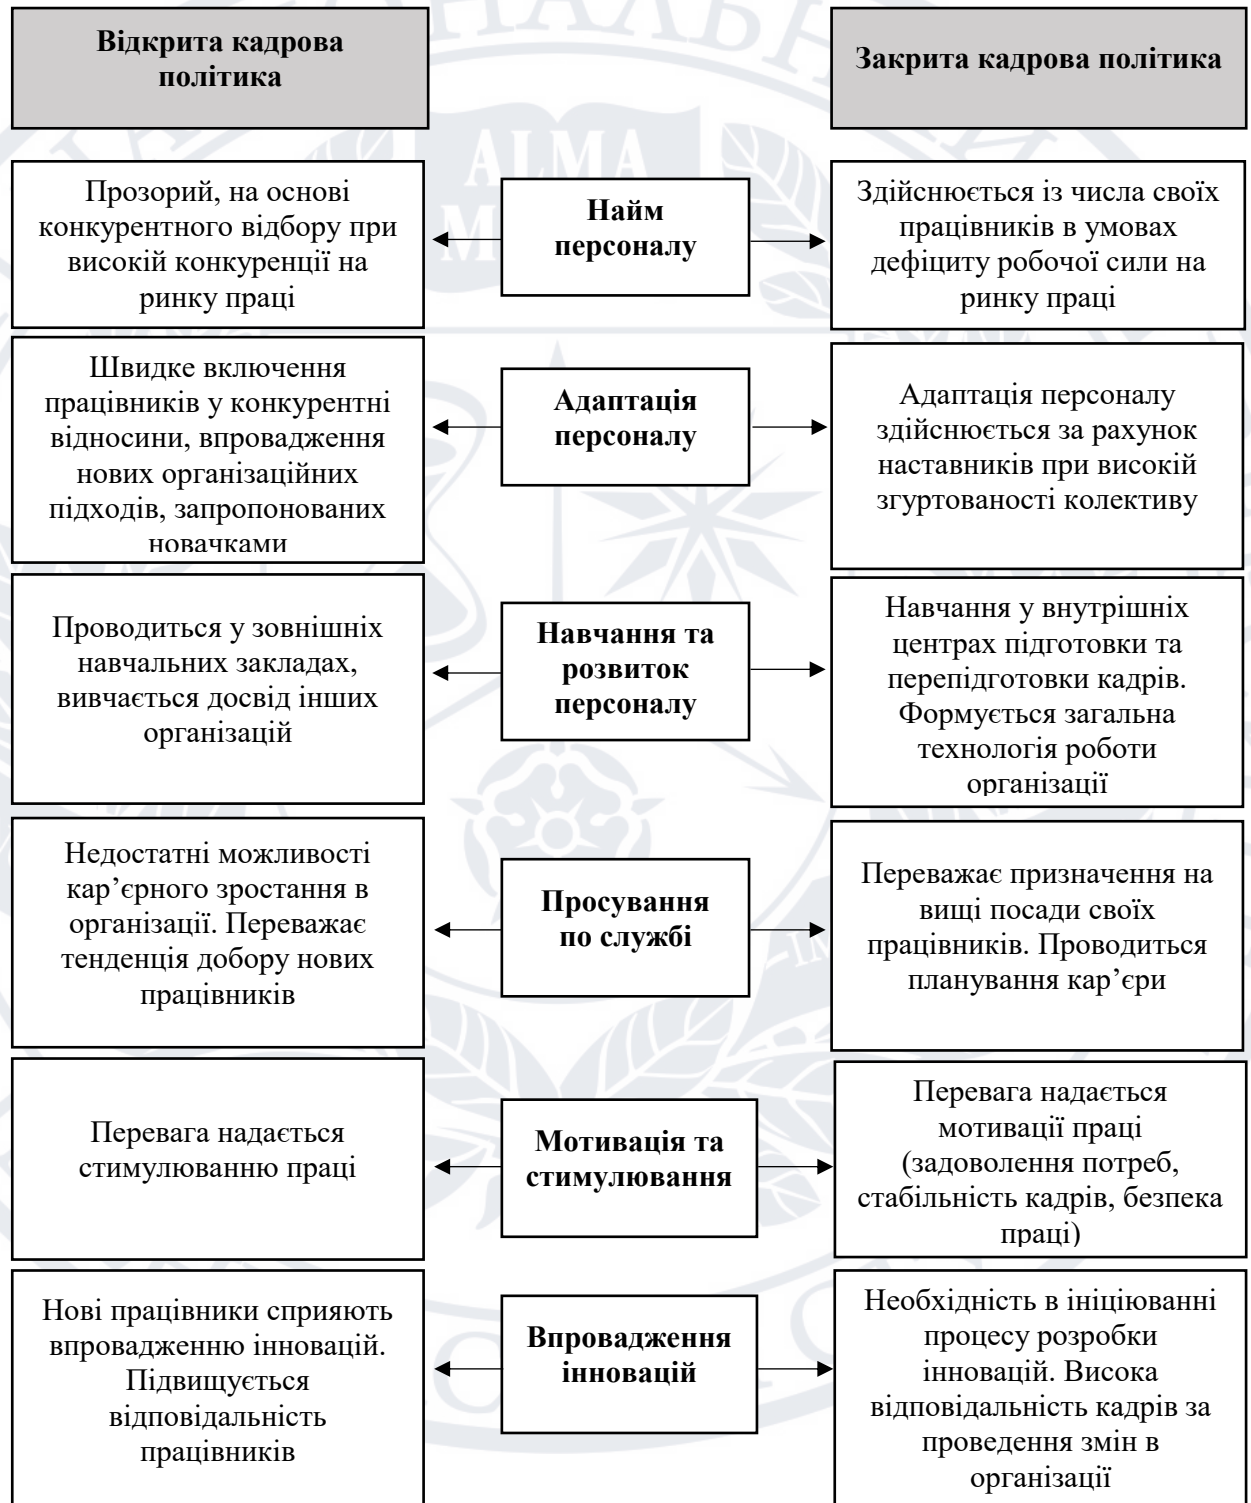 Відкрита кадрова
політика
Закрита кадрова політика
Прозорий, на основі
конкурентного відбору при
високій конкуренції на
ринку праці
Найм
персоналу
Здійснюється із числа своїх
працівників в умовах
дефіциту робочої сили на
ринку праці
Швидке включення
працівників у конкурентні
відносини, впровадження
нових організаційних
підходів, запропонованих
новачками
Адаптація
персоналу
Адаптація персоналу
здійснюється за рахунок
наставників при високій
згуртованості колективу
Проводиться у зовнішніх
навчальних закладах,
вивчається досвід інших
організацій
Навчання та
розвиток
персоналу
Навчання у внутрішніх
центрах підготовки та
перепідготовки кадрів.
Формується загальна
технологія роботи
організації
Недостатні можливості
кар’єрного зростання в
організації. Переважає
тенденція добору нових
працівників
Просування
по службі
Переважає призначення на
вищі посади своїх
працівників. Проводиться
планування кар’єри
Перевага надається
стимулюванню праці
Мотивація та
стимулювання
Перевага надається
мотивації праці
(задоволення потреб,
стабільність кадрів, безпека
праці)
Нові працівники сприяють
впровадженню інновацій.
Підвищується
відповідальність
працівників
Впровадження
інновацій
Необхідність в ініціюванні
процесу розробки
інновацій. Висока
відповідальність кадрів за
проведення змін в
організації
ALMA